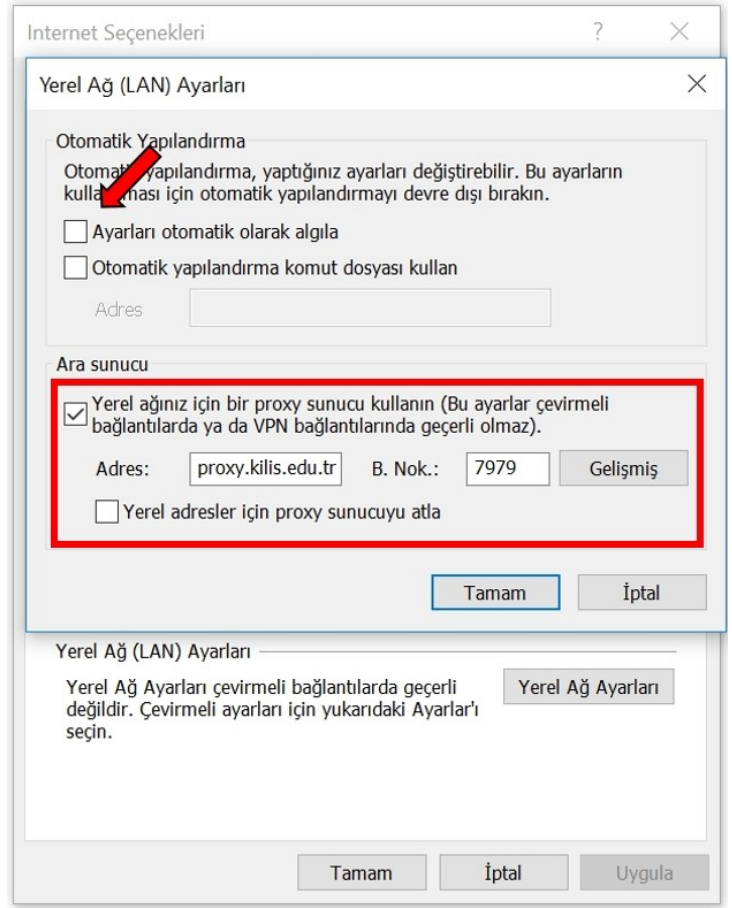 Internet Seçenekleri ?
Yerel Ağ (LAN) Ayarları
Otomatik Yapılandırma
Otomatik yapılandırma, yaptığınız ayarları değiştirebilir. Bu ayarların
kullanılması için otomatik yapılandırmayı devre dışı bırakın.
Ayarları otomatik olarak algıla
Otomatik yapılandırma komut dosyası kullan
Adres
Ara sunucu
Yerel ağınız için bir proxy sunucu kullanın (Bu ayarlar çevirmeli
bağlantılarda ya da VPN bağlantılarında geçerli olmaz).
Adres: proxy.kilis.edu.tr B. Nok.: 7979 Gelişmiş
Yerel adresler için proxy sunucuyu atla
Tamam İptal
Yerel Ağ (LAN) Ayarları
Yerel Ağ Ayarları çevirmeli bağlantılarda geçerli
değildir. Çevirmeli ayarları için yukarıdaki Ayarlar'ı
seçin.
Yerel Ağ Ayarları
Tamam İptal Uygula